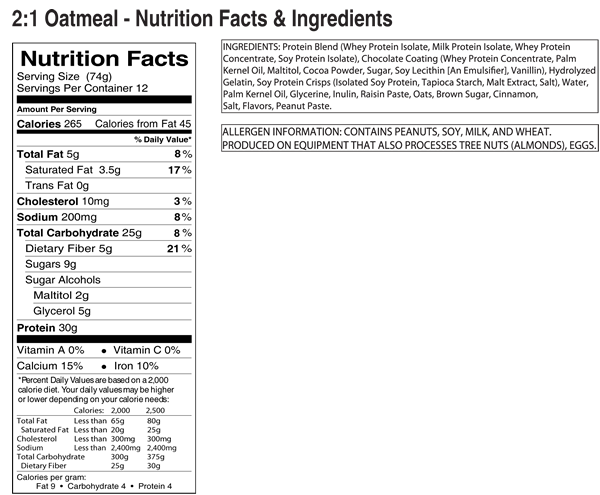 2:1 Oatmeal - Nutrition Facts & Ingredients
Nutrition Facts
Serving Size (74g)
Servings Per Container 12
Amount Per Serving
Calories 265 Calories from Fat 45
% Daily Value*
Total Fat 5g 8%
Saturated Fat 3.5g 17%
Trans Fat 0g
Cholesterol 10mg 3%
Sodium 200mg 8%
Total Carbohydrate 25g 8%
Dietary Fiber 5g 21%
Sugars 9g
Sugar Alcohols
Maltitol 2g
Glycerol 5g
Protein 30g
Vitamin A 0% • Vitamin C 0%
Calcium 15% • Iron 10%
*Percent Daily Values are based on a 2,000
calorie diet. Your daily values may be higher
or lower depending on your calorie needs:
Calories: 2,000 2,500
Total Fat Less than 65g 80g
Saturated Fat Less than 20g 25g
Cholesterol Less than 300mg 300mg
Sodium Less than 2,400mg 2,400mg
Total Carbohydrate 300g 375g
Dietary Fiber 25g 30g
Calories per gram:
Fat 9 • Carbohydrate 4 • Protein 4
INGREDIENTS: Protein Blend (Whey Protein Isolate, Milk Protein Isolate, Whey Protein
Concentrate, Soy Protein Isolate), Chocolate Coating (Whey Protein Concentrate, Palm
Kernel Oil, Maltitol, Cocoa Powder, Sugar, Soy Lecithin [An Emulsifier], Vanillin), Hydrolyzed
Gelatin, Soy Protein Crisps (Isolated Soy Protein, Tapioca Starch, Malt Extract, Salt), Water,
Palm Kernel Oil, Glycerine, Inulin, Raisin Paste, Oats, Brown Sugar, Cinnamon,
Salt, Flavors, Peanut Paste.
ALLERGEN INFORMATION: CONTAINS PEANUTS, SOY, MILK, AND WHEAT.
PRODUCED ON EQUIPMENT THAT ALSO PROCESSES TREE NUTS (ALMONDS), EGGS.